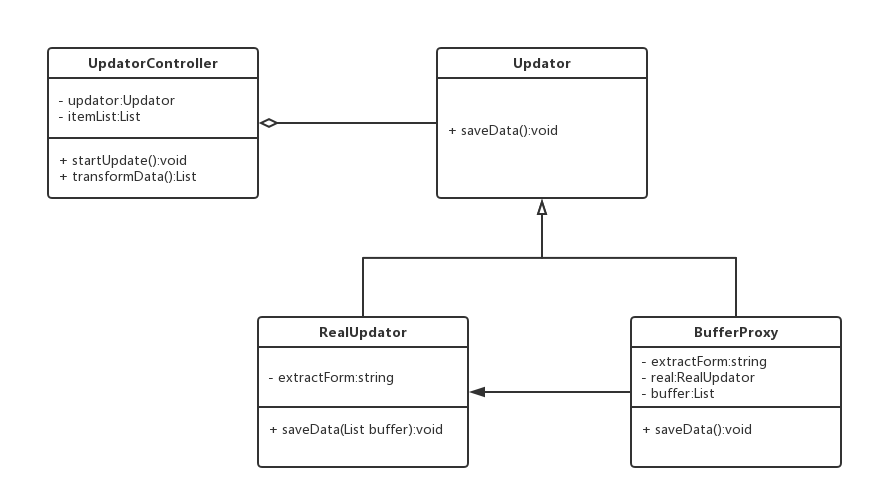 UpdatorController
- updator:Updator
- itemList:List
+ startUpdate():void
+ transformData():List
Updator
+ saveData():void
RealUpdator
- extractForm:string
+ saveData(List buffer):void
BufferProxy
- extractForm:string
- real:RealUpdator
- buffer:List
+ saveData():void